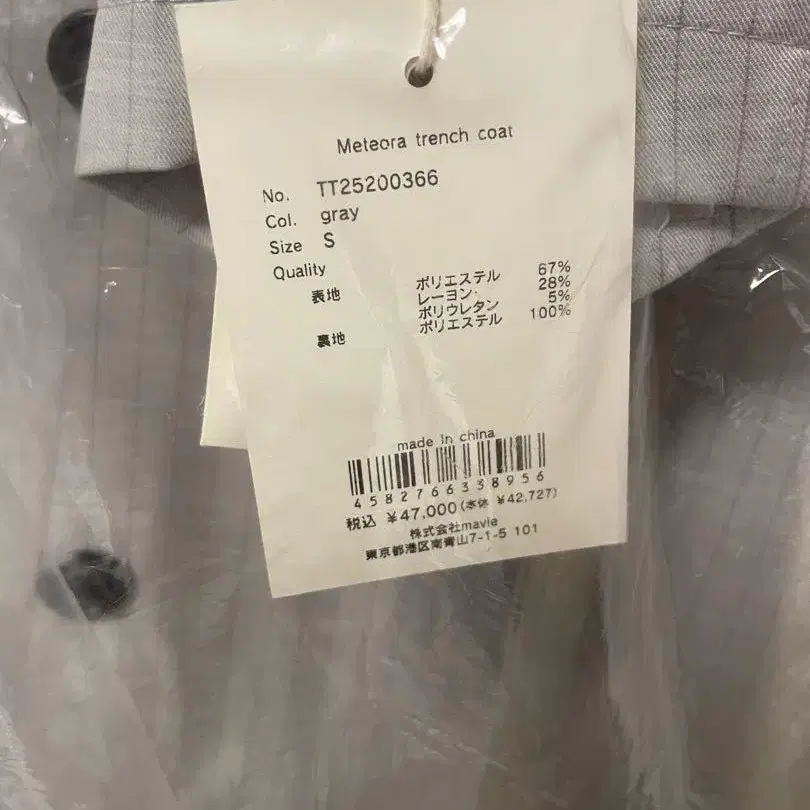 Meteora trench coat
No. TT25200366
Col. gray
Size S
Quality
表地 ポリエステル 67%
レーヨン 28%
ポリウレタン 5%
裏地 ポリエステル 100%
made in china
4582766338956
税込 ¥47,000(本体 ¥42,727)
株式会社mavie
東京都港区南青山7-1-5 101